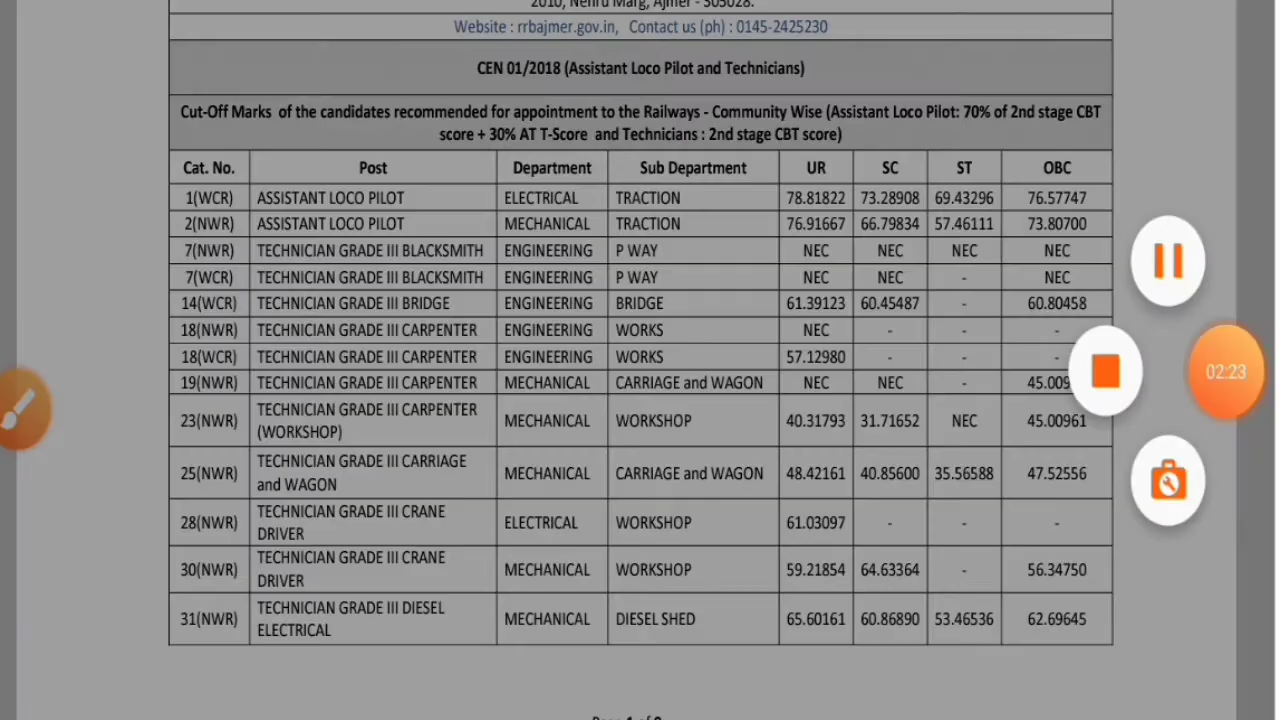 2010, Nehru Marg, Ajmer - 305028.
Website : rrbajmer.gov.in, Contact us (ph) : 0145-2425230
CEN 01/2018 (Assistant Loco Pilot and Technicians)
Cut-Off Marks of the candidates recommended for appointment to the Railways - Community Wise (Assistant Loco Pilot: 70% of 2nd stage CBT
score + 30% AT T-Score and Technicians : 2nd stage CBT score)
Cat. No. Post Department Sub Department UR SC ST OBC
1(WCR) ASSISTANT LOCO PILOT ELECTRICAL TRACTION 78.81822 73.28908 69.43296 76.57747
2(NWR) ASSISTANT LOCO PILOT MECHANICAL TRACTION 76.91667 66.79834 57.46111 73.80700
7(NWR) TECHNICIAN GRADE III BLACKSMITH ENGINEERING P WAY NEC NEC NEC NEC
7(WCR) TECHNICIAN GRADE III BLACKSMITH ENGINEERING P WAY NEC NEC - NEC
14(WCR) TECHNICIAN GRADE III BRIDGE ENGINEERING BRIDGE 61.39123 60.45487 - 60.80458
18(NWR) TECHNICIAN GRADE III CARPENTER ENGINEERING WORKS NEC - - -
18(WCR) TECHNICIAN GRADE III CARPENTER ENGINEERING WORKS 57.12980 - - -
19(NWR) TECHNICIAN GRADE III CARPENTER MECHANICAL CARRIAGE and WAGON NEC NEC -
23(NWR) TECHNICIAN GRADE III CARPENTER
(WORKSHOP) MECHANICAL WORKSHOP 40.31793 31.71652 NEC 45.00961
25(NWR) TECHNICIAN GRADE III CARRIAGE
and WAGON MECHANICAL CARRIAGE and WAGON 48.42161 40.85600 35.56588 47.52556
28(NWR) TECHNICIAN GRADE III CRANE
DRIVER ELECTRICAL WORKSHOP 61.03097 - - -
30(NWR) TECHNICIAN GRADE III CRANE
DRIVER MECHANICAL WORKSHOP 59.21854 64.63364 - 56.34750
31(NWR) TECHNICIAN GRADE III DIESEL
ELECTRICAL MECHANICAL DIESEL SHED 65.60161 60.86890 53.46536 62.69645
02:23